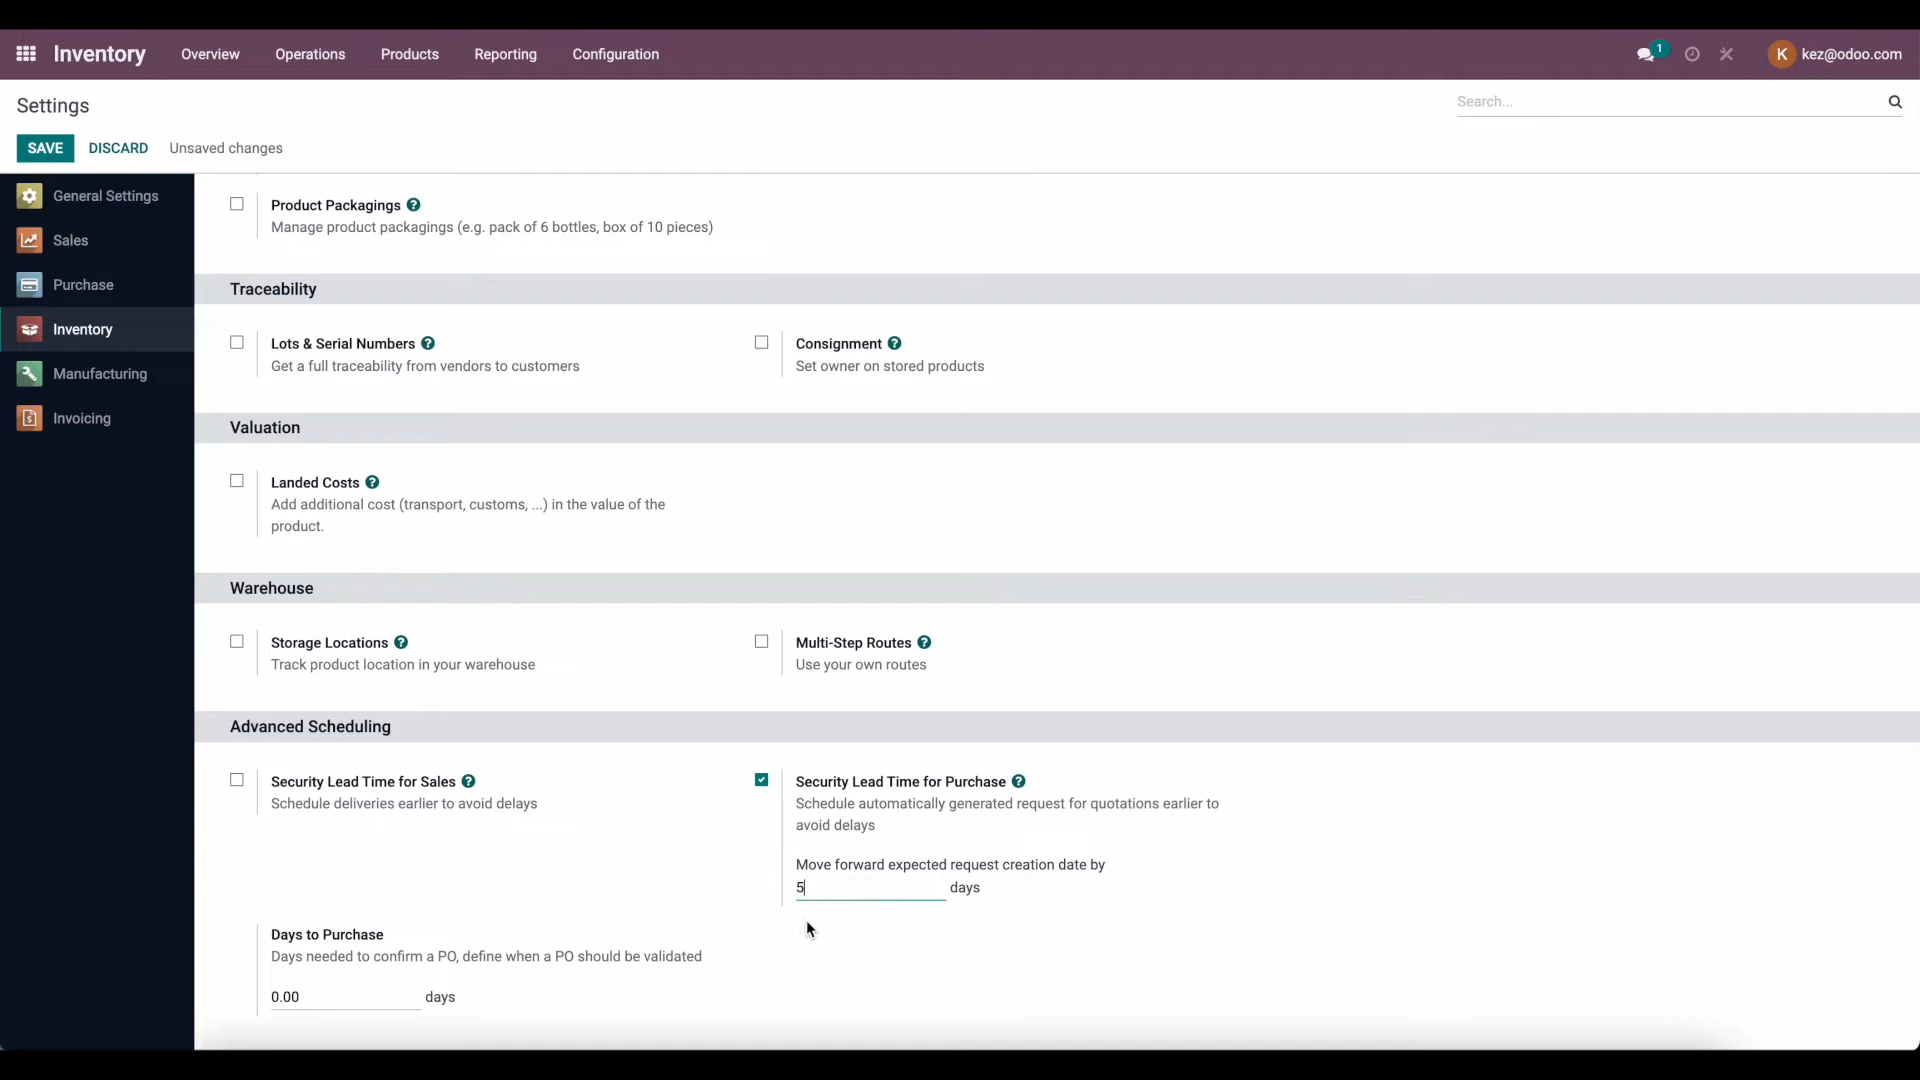 Inventory Overview Operations Products Reporting Configuration 1 K kez@odoo.com
Settings Search...
SAVE DISCARD Unsaved changes
General Settings
Sales
Purchase
Inventory
Manufacturing
Invoicing
Product Packagings ?
Manage product packagings (e.g. pack of 6 bottles, box of 10 pieces)
Traceability
Lots & Serial Numbers ?
Get a full traceability from vendors to customers
Consignment ?
Set owner on stored products
Valuation
Landed Costs ?
Add additional cost (transport, customs, ...) in the value of the
product.
Warehouse
Storage Locations ?
Track product location in your warehouse
Multi-Step Routes ?
Use your own routes
Advanced Scheduling
Security Lead Time for Sales ?
Schedule deliveries earlier to avoid delays
Security Lead Time for Purchase ?
Schedule automatically generated request for quotations earlier to
avoid delays
Move forward expected request creation date by
5 days
Days to Purchase
Days needed to confirm a PO, define when a PO should be validated
0.00 days